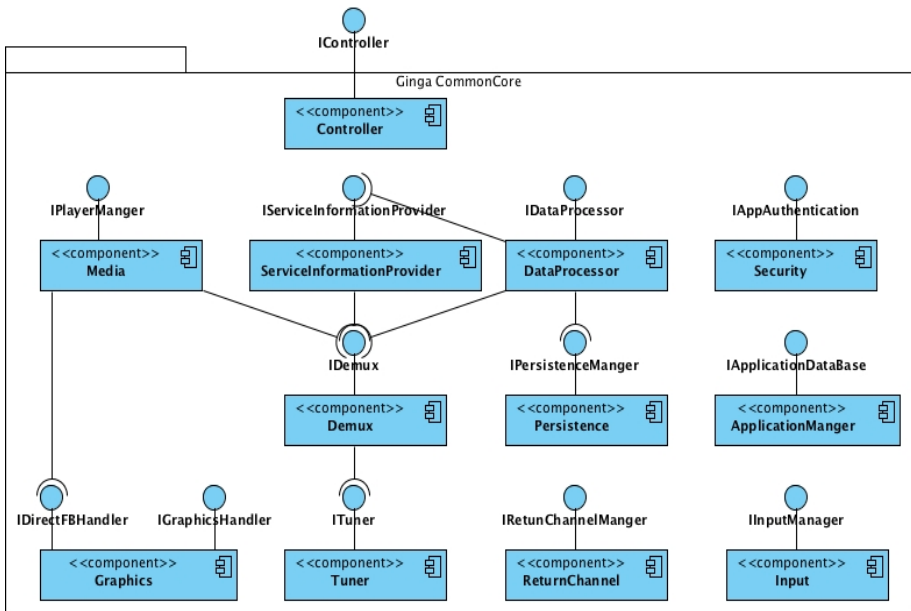 IController
Ginga CommonCore
<<component>>
Controller
IPlayerManger
IServiceInformationProvider
IDataProcessor
IAppAuthentication
<<component>>
Media
<<component>>
ServiceInformationProvider
<<component>>
DataProcessor
<<component>>
Security
IDemux
IPersistenceManger
IApplicationDataBase
<<component>>
Demux
<<component>>
Persistence
<<component>>
ApplicationManger
IDirectFBHandler
IGraphicsHandler
ITuner
IRetunChannelManger
IInputManager
<<component>>
Graphics
<<component>>
Tuner
<<component>>
ReturnChannel
<<component>>
Input